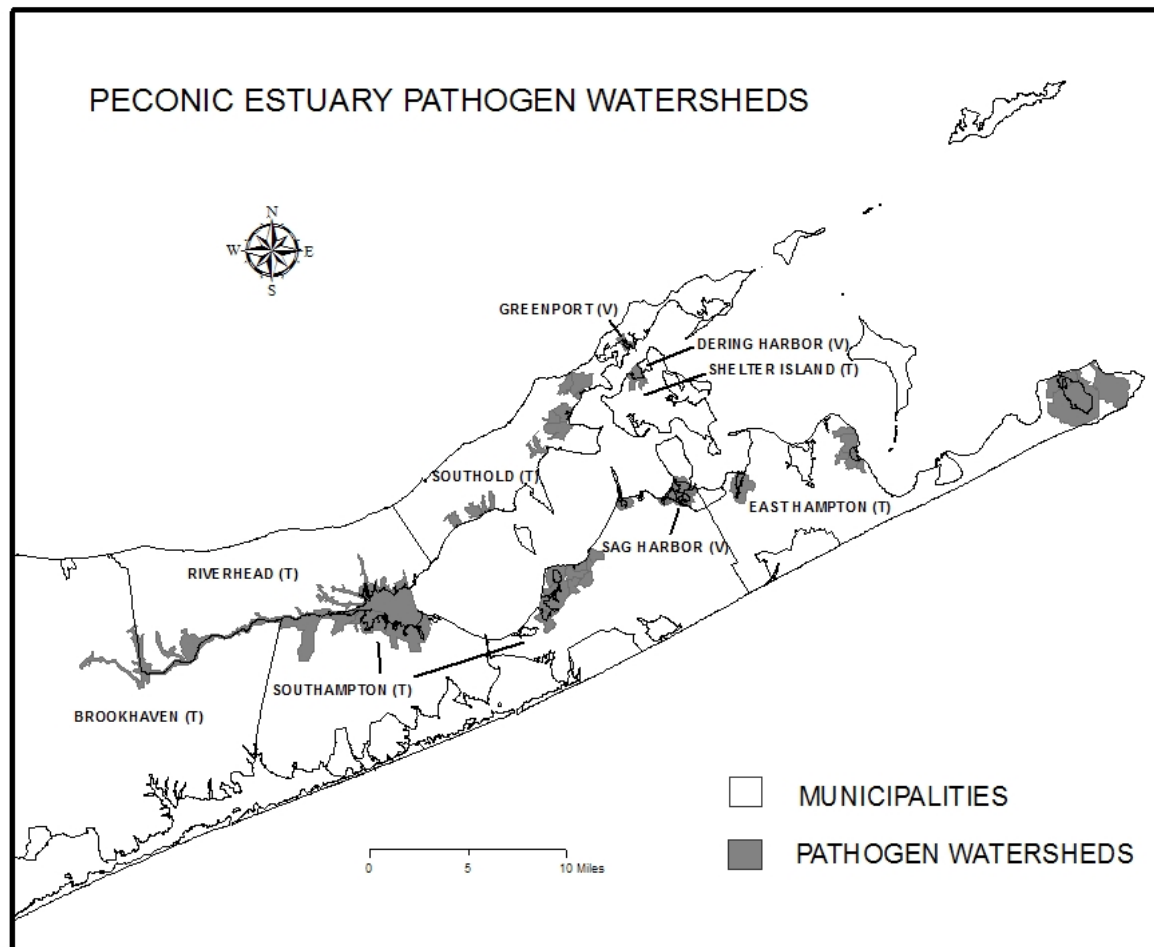 PECONIC ESTUARY PATHOGEN WATERSHEDS
N
W E
S
GREENPORT (V)
DERING HARBOR (V)
SHELTER ISLAND (T)
SOUTHOLD (T)
EAST HAMPTON (T)
SAG HARBOR (V)
RIVERHEAD (T)
SOUTHAMPTON (T)
BROOKHAVEN (T)
MUNICIPALITIES
PATHOGEN WATERSHEDS
0 5 10 Miles